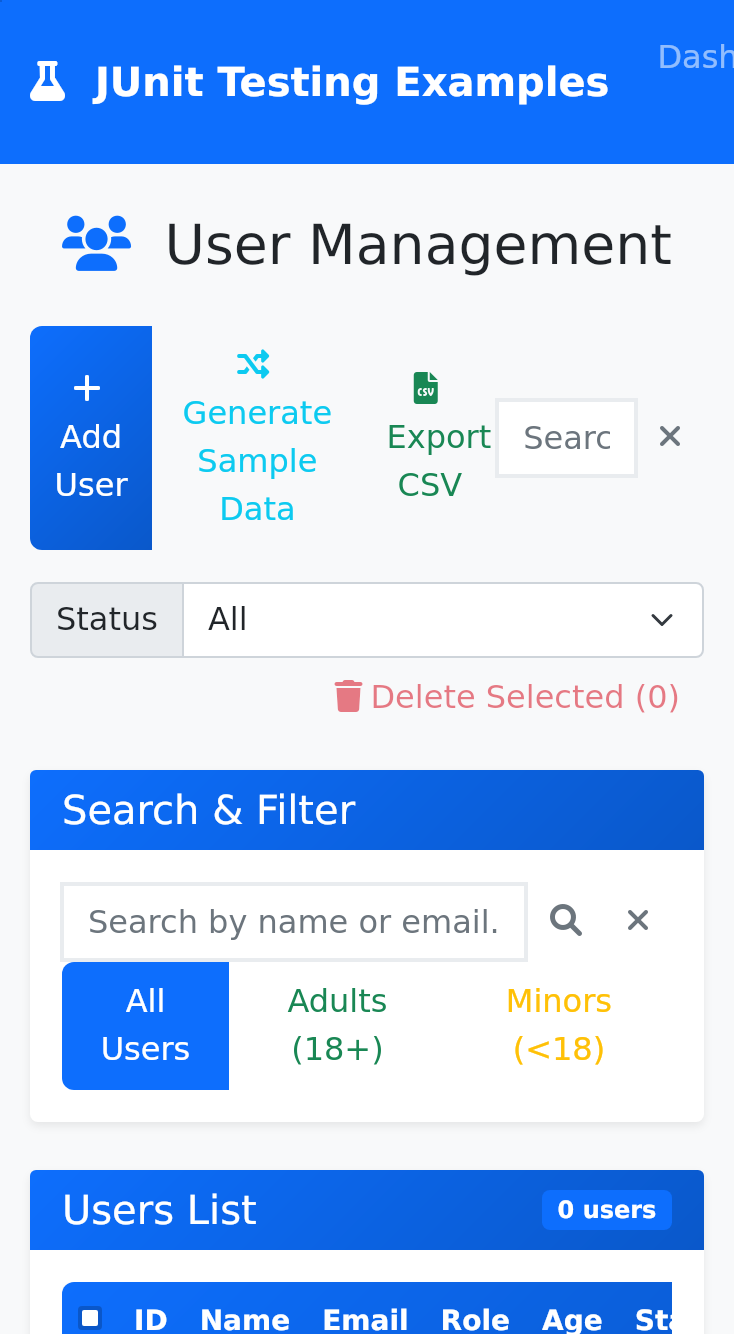 JUnit Testing Examples
Dash
User Management
Add
User
Generate
Sample
Data
Export
CSV
Searc
Status
All
Delete Selected (0)
Search & Filter
Search by name or email.
All
Users
Adults
(18+)
Minors
(<18)
Users List
0 users
ID Name Email Role Age Sta